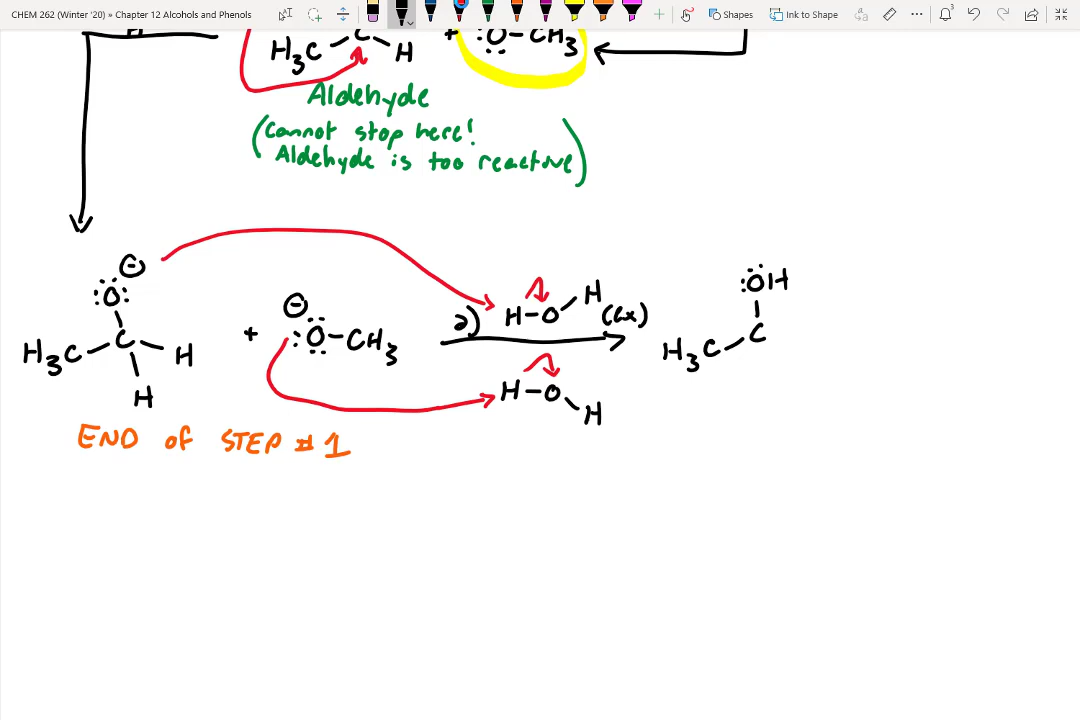 CHEM 262 (Winter '20) » Chapter 12 Alcohols and Phenols
Shapes
Ink to Shape
3
H
H₃C C H + :O-CH₃
Aldehyde
(Cannot stop here!
Aldehyde is too reactive)
⊖
:O:
H₃C C H
H
+
⊖
:O-CH₃
2) H-O H (Ex)
H-O H
:OH
H₃C C
END of STEP #1